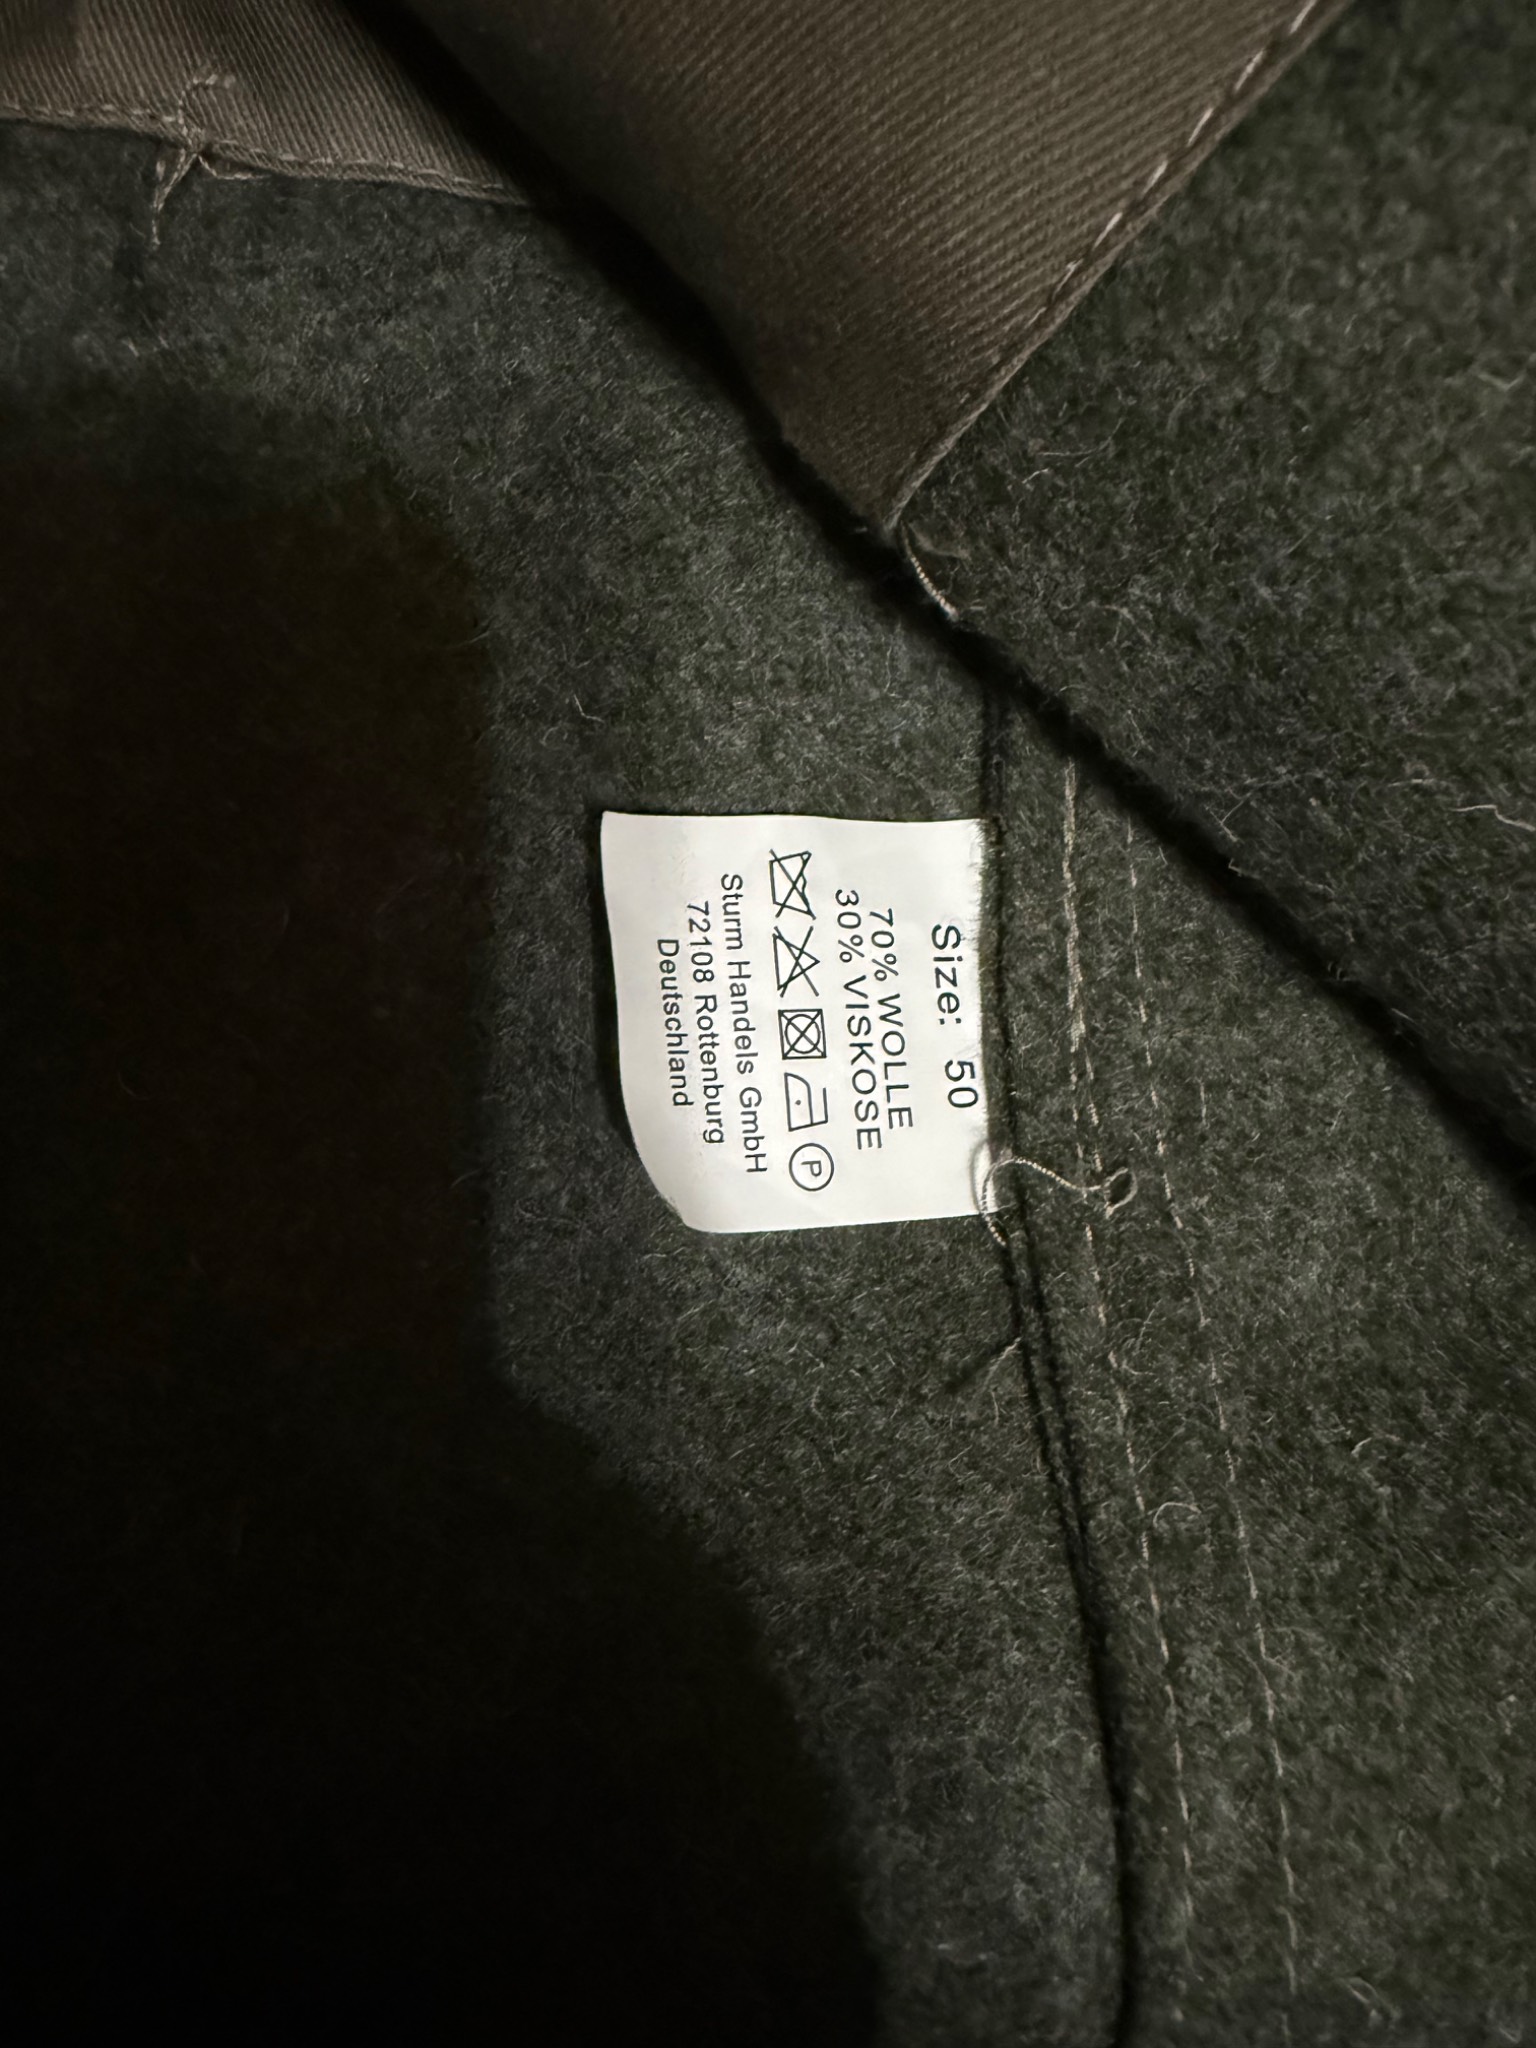 Size: 50
70% WOLLE
30% VISKOSE
P
Sturm Handels GmbH
72108 Rottenburg
Deutschland